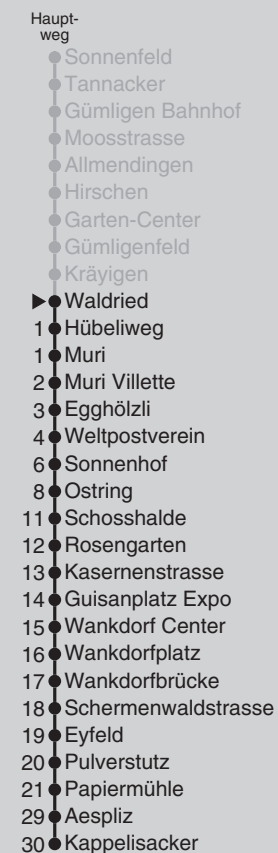 Haupt-
weg
Sonnenfeld
Tannacker
Gümligen Bahnhof
Moosstrasse
Allmendingen
Hirschen
Garten-Center
Gümligenfeld
Kräyigen
Waldried
1 Hübeliweg
1 Muri
2 Muri Villette
3 Egghölzli
4 Weltpostverein
6 Sonnenhof
8 Ostring
11 Schosshalde
12 Rosengarten
13 Kasernenstrasse
14 Guisanplatz Expo
15 Wankdorf Center
16 Wankdorfplatz
17 Wankdorfbrücke
18 Schermenwaldstrasse
19 Eyfeld
20 Pulverstutz
21 Papiermühle
29 Aespliz
30 Kappelisacker